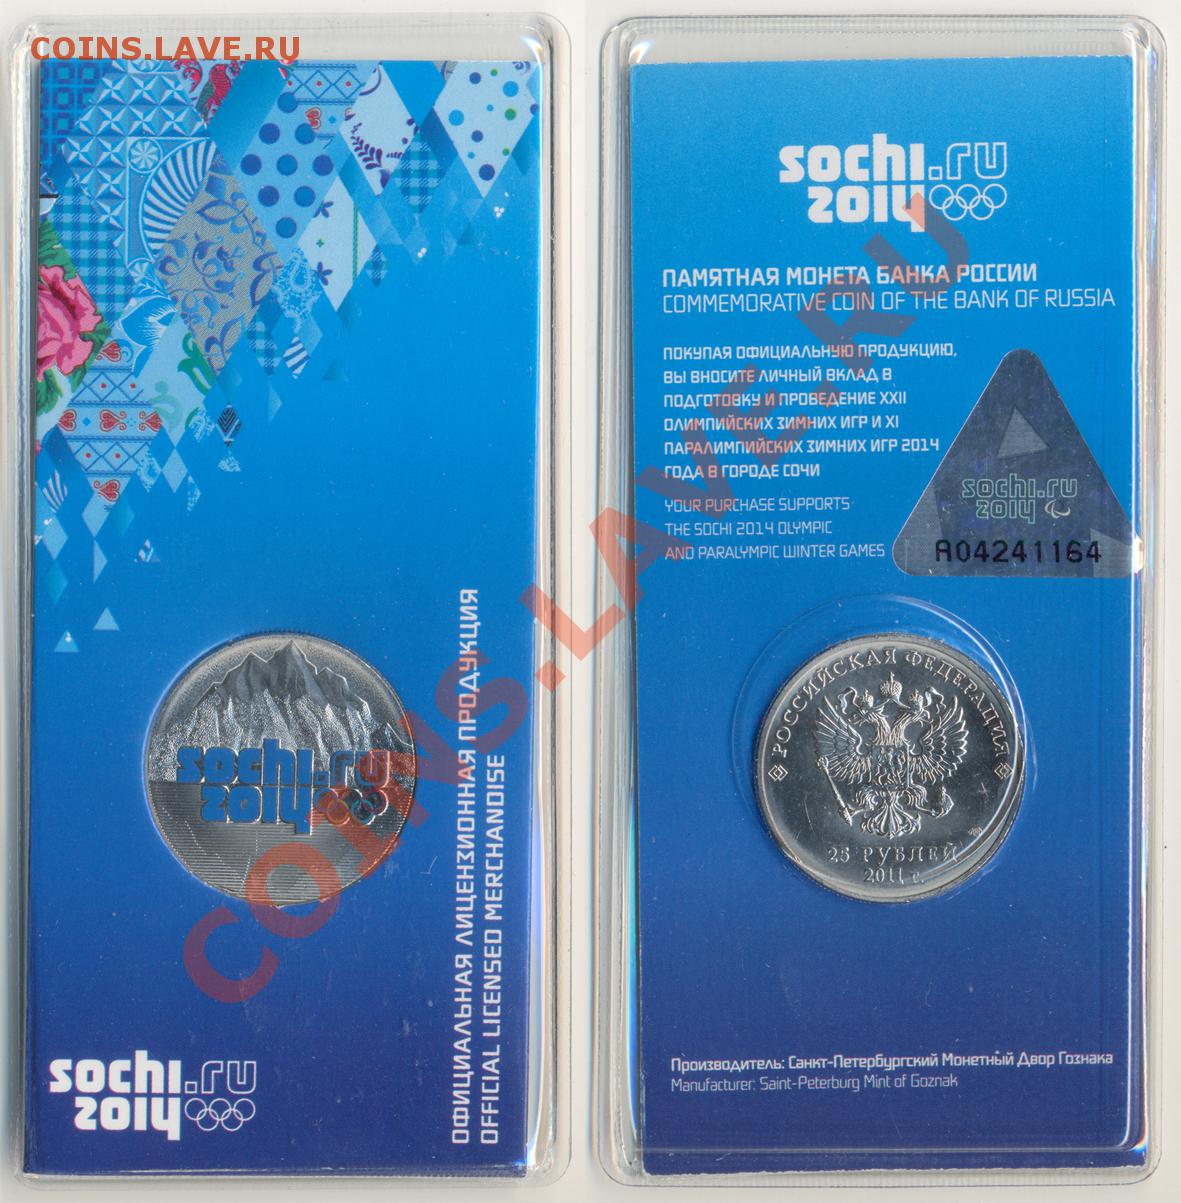 COINS.LAVE.RU
sochi.ru
2014
ОФИЦИАЛЬНАЯ ЛИЦЕНЗИОННАЯ ПРОДУКЦИЯ
OFFICIAL LICENSED MERCHANDISE
sochi.ru
2014
sochi.ru
2014
ПАМЯТНАЯ МОНЕТА БАНКА РОССИИ
COMMEMORATIVE COIN OF THE BANK OF RUSSIA
ПОКУПАЯ ОФИЦИАЛЬНУЮ ПРОДУКЦИЮ,
ВЫ ВНОСИТЕ ЛИЧНЫЙ ВКЛАД В
ПОДГОТОВКУ И ПРОВЕДЕНИЕ XXII
ОЛИМПИЙСКИХ ЗИМНИХ ИГР И XI
ПАРАЛИМПИЙСКИХ ЗИМНИХ ИГР 2014
ГОДА В ГОРОДЕ СОЧИ
YOUR PURCHASE SUPPORTS
THE SOCHI 2014 OLYMPIC
AND PARALYMPIC WINTER GAMES
sochi.ru
2014
A04241164
РОССИЙСКАЯ ФЕДЕРАЦИЯ
25 РУБЛЕЙ
2011 г.
Производитель: Санкт-Петербургский Монетный Двор Гознака
Manufacturer: Saint-Peterburg Mint of Goznak
COINS.LAVE.RU